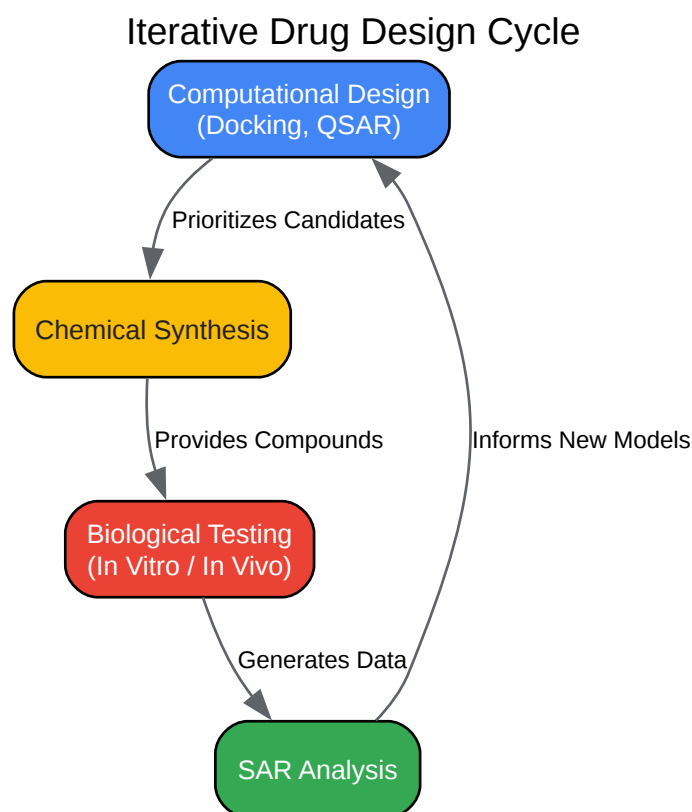 Iterative Drug Design Cycle
Computational Design
(Docking, QSAR)
Prioritizes Candidates
Chemical Synthesis
Provides Compounds
Informs New Models
Biological Testing
(In Vitro / In Vivo)
Generates Data
SAR Analysis